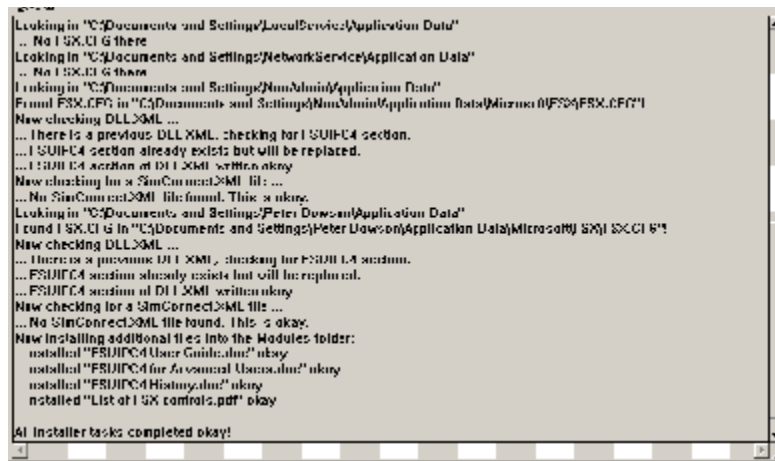 Looking in "C:\Documents and Settings\LocalService\Application Data"
... No FSX.CFG there
Looking in "C:\Documents and Settings\NetworkService\Application Data"
... No FSX.CFG there
Looking in "C:\Documents and Settings\NonAdmin\Application Data"
Found FSX.CFG in "C:\Documents and Settings\NonAdmin\Application Data\Microsoft\FSX\FSX.CFG"!
Now checking DLL.XML ...
... There is a previous DLL.XML, checking for FSUIPC4 section.
... FSUIPC4 section already exists but will be replaced.
... FSUIPC4 section of DLL.XML written okay
Now checking for a SimConnect.XML file ...
... No SimConnect.XML file found. This is okay.
Looking in "C:\Documents and Settings\Peter Dowson\Application Data"
Found FSX.CFG in "C:\Documents and Settings\Peter Dowson\Application Data\Microsoft\FSX\FSX.CFG"!
Now checking DLL.XML ...
... There is a previous DLL.XML, checking for FSUIPC4 section.
... FSUIPC4 section already exists but will be replaced.
... FSUIPC4 section of DLL.XML written okay
Now checking for a SimConnect.XML file ...
... No SimConnect.XML file found. This is okay.
Now installing additional files into the Modules folder:
Installed "FSUIPC4 User Guide.doc" okay
Installed "FSUIPC4 for Advanced Users.doc" okay
Installed "FSUIPC4 History.doc" okay
Installed "List of FSX controls.pdf" okay
All installer tasks completed okay!